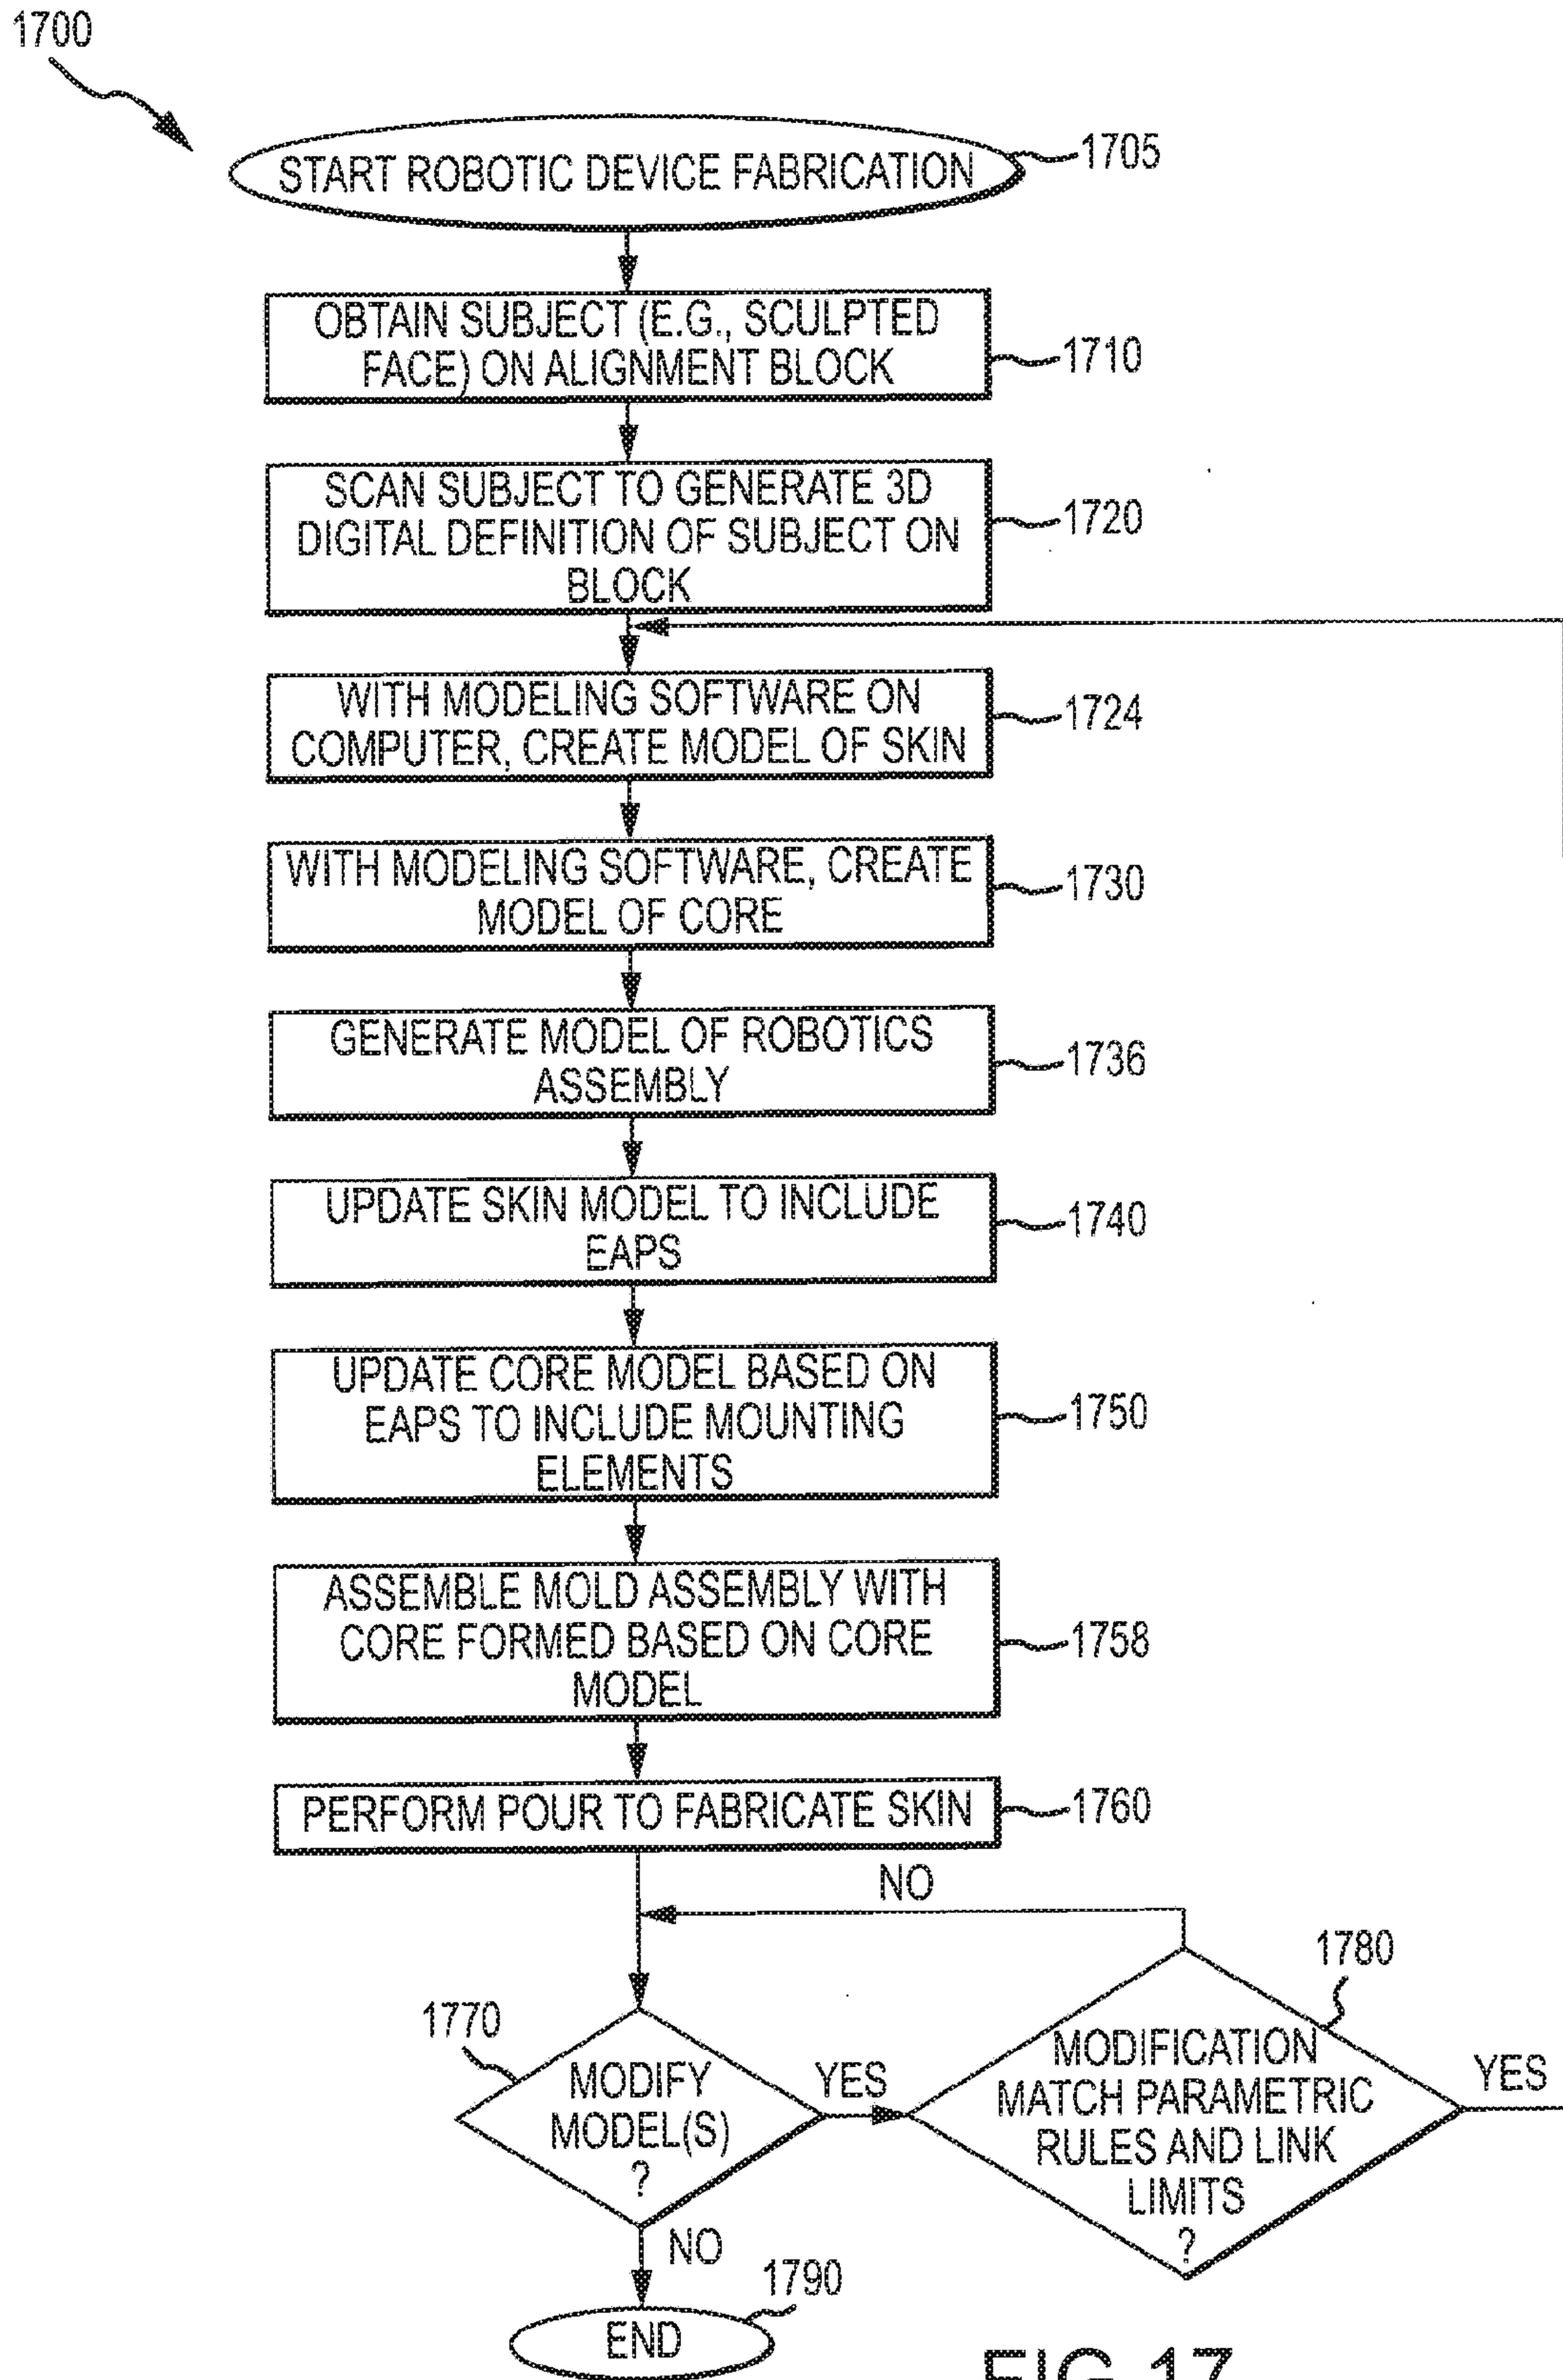 1700
START ROBOTIC DEVICE FABRICATION
1705
OBTAIN SUBJECT (E.G., SCULPTED
FACE) ON ALIGNMENT BLOCK
1710
SCAN SUBJECT TO GENERATE 3D
DIGITAL DEFINITION OF SUBJECT ON
BLOCK
1720
WITH MODELING SOFTWARE ON
COMPUTER, CREATE MODEL OF SKIN
1724
WITH MODELING SOFTWARE, CREATE
MODEL OF CORE
1730
GENERATE MODEL OF ROBOTICS
ASSEMBLY
1736
UPDATE SKIN MODEL TO INCLUDE
EAPS
1740
UPDATE CORE MODEL BASED ON
EAPS TO INCLUDE MOUNTING
ELEMENTS
1750
ASSEMBLE MOLD ASSEMBLY WITH
CORE FORMED BASED ON CORE
MODEL
1758
PERFORM POUR TO FABRICATE SKIN
1760
NO
1770
MODIFY
MODEL(S)
?
YES
1780
MODIFICATION
MATCH PARAMETRIC
RULES AND LINK
LIMITS
?
YES
NO
1790
END
FIG.17